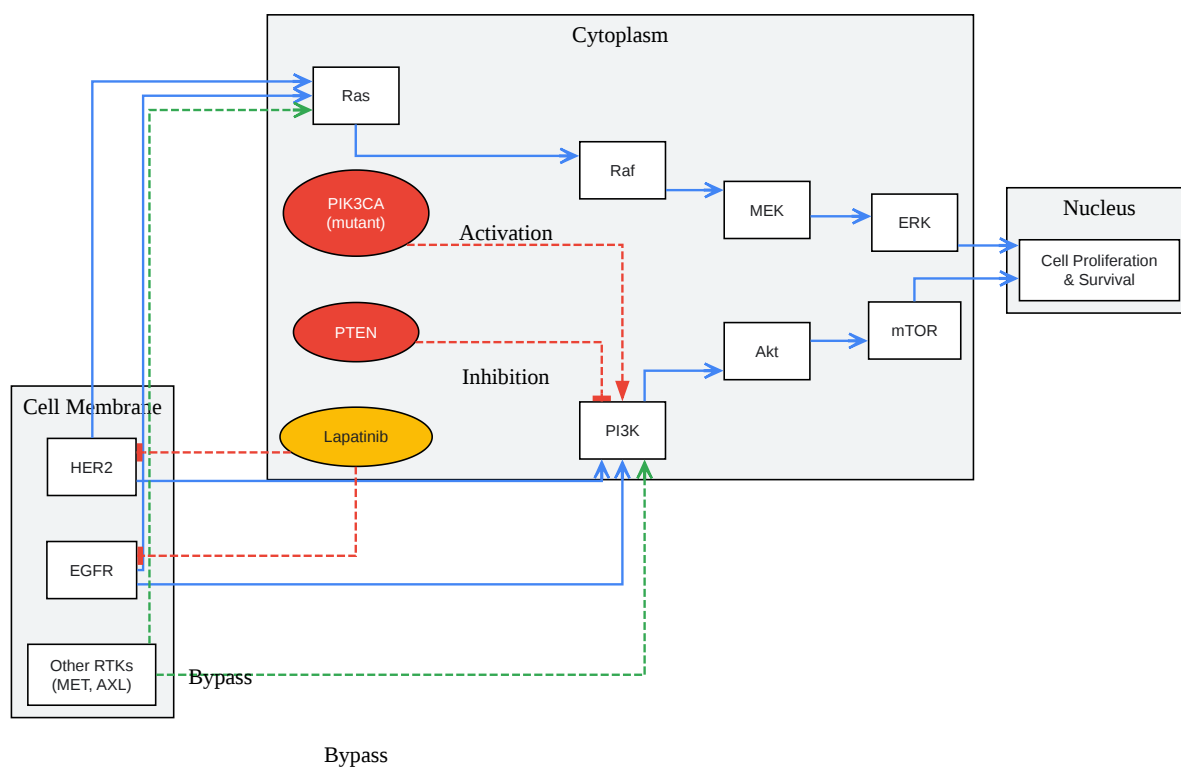 Cytoplasm
Ras
Raf
PIK3CA
(mutant)
MEK
ERK
Nucleus
Activation
Cell Proliferation
& Survival
PTEN
mTOR
Akt
Inhibition
Cell Membrane
Lapatinib
PI3K
HER2
EGFR
Other RTKs
(MET, AXL)
Bypass
Bypass